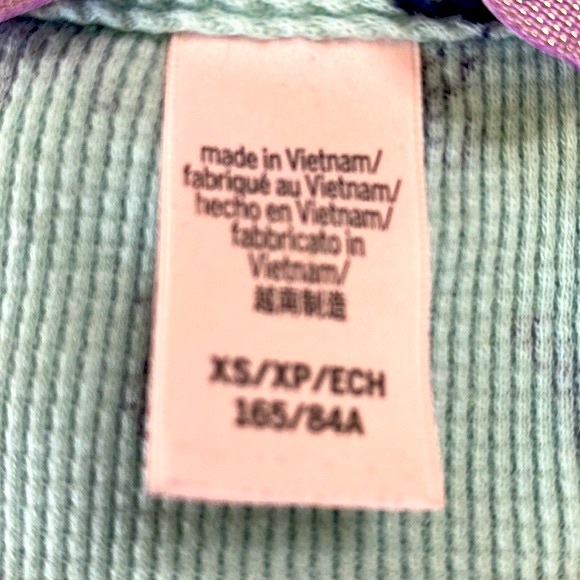 made in Vietnam/
fabriqué au Vietnam/
hecho en Vietnam/
fabbricato in
Vietnam/
越南制造
XS/XP/ECH
165/84A